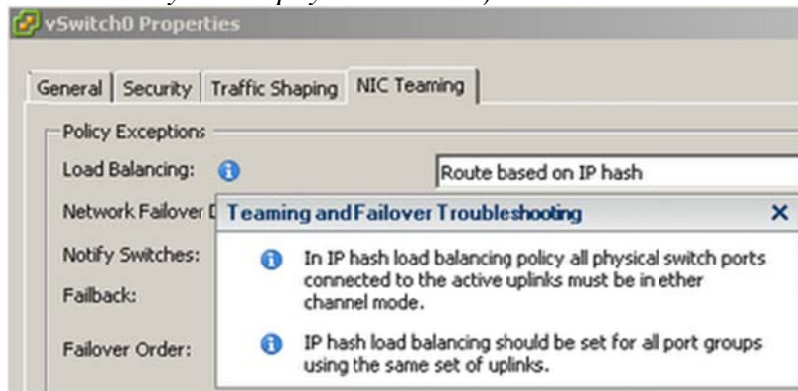 vSwitch0 Properties
General Security Traffic Shaping NIC Teaming
Policy Exceptions
Load Balancing: Route based on IP hash
Network Failover
Teaming and Failover Troubleshooting
Notify Switches:
In IP hash load balancing policy all physical switch ports
connected to the active uplinks must be in ether
channel mode.
Failback:
Failover Order:
IP hash load balancing should be set for all port groups
using the same set of uplinks.